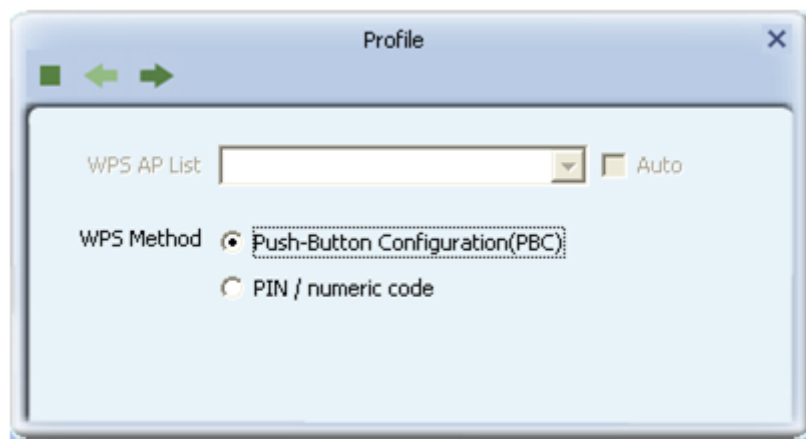 Profile
WPS AP List
Auto
WPS Method
Push-Button Configuration(PBC)
PIN / numeric code